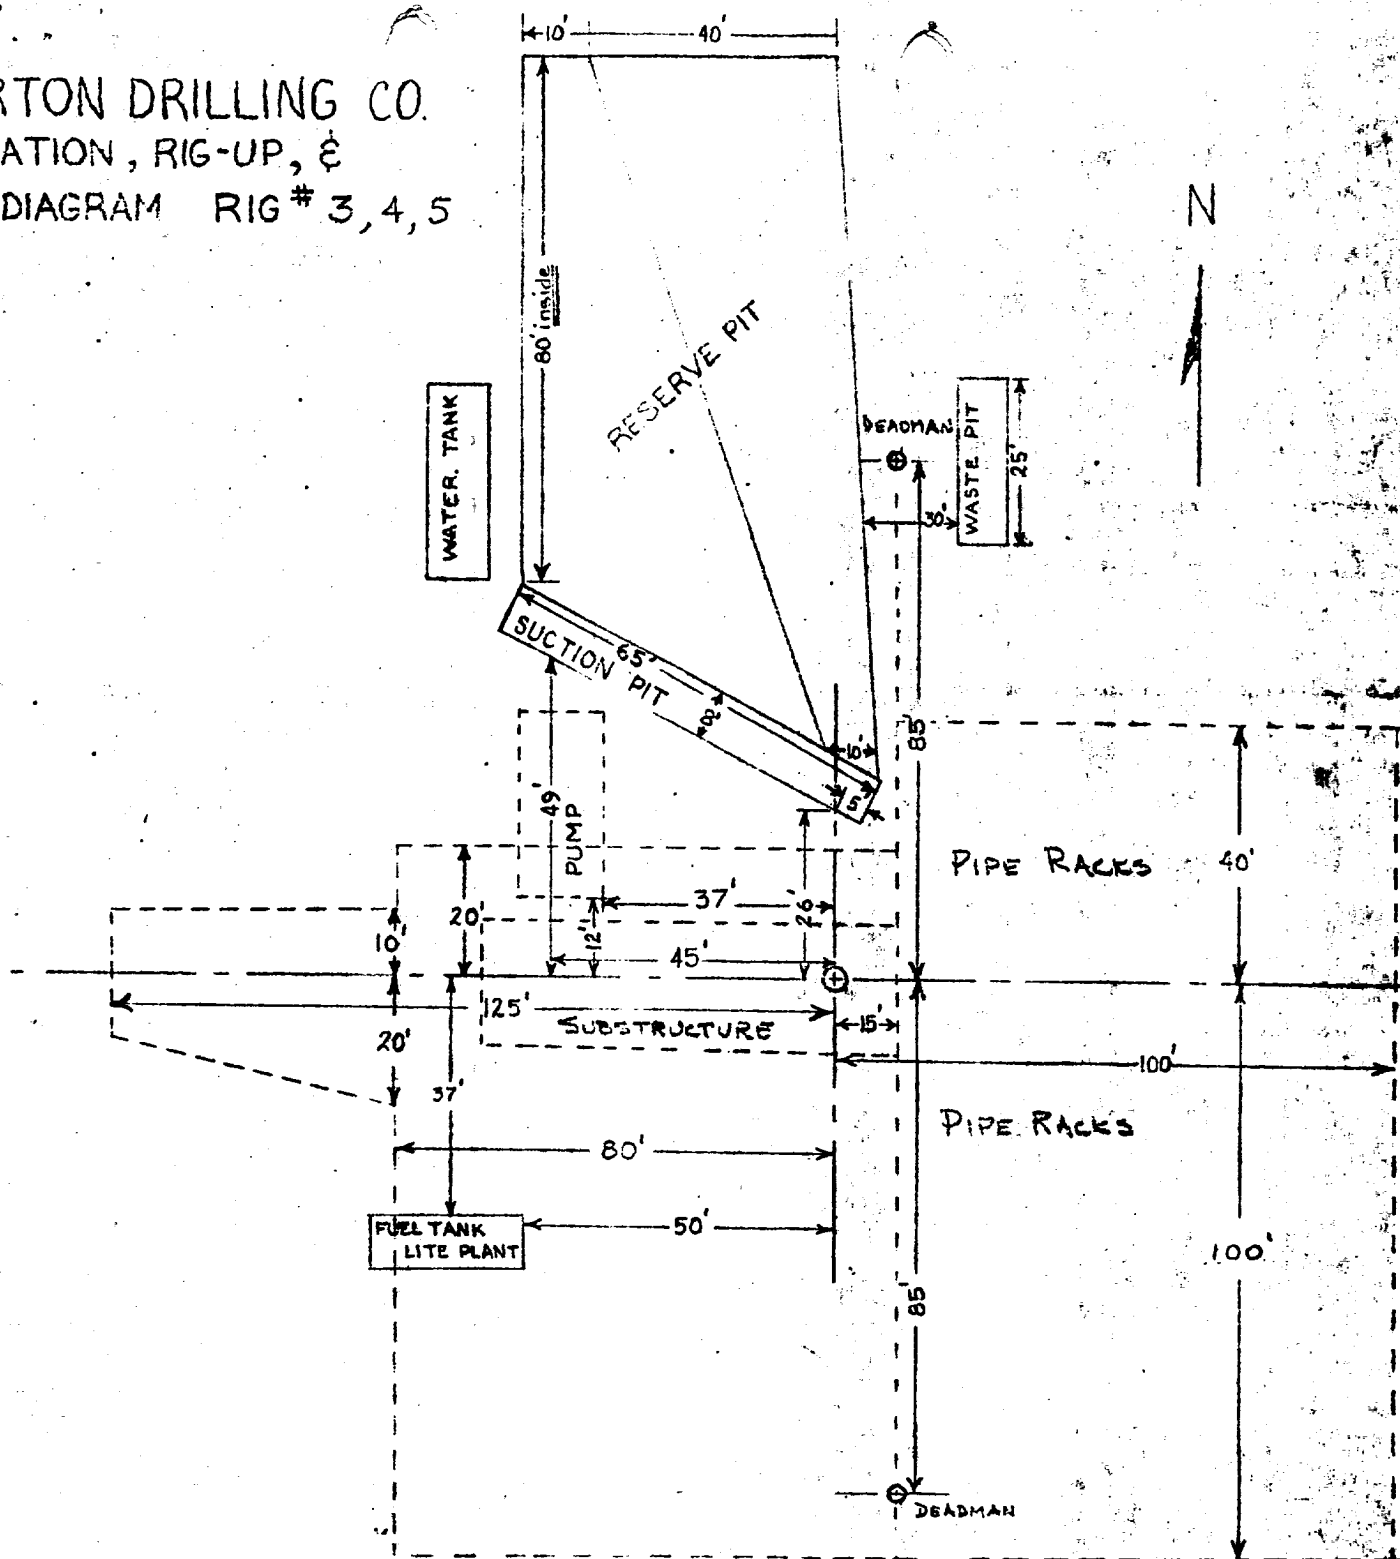 RTON DRILLING CO.
ATION, RIG-UP, &
DIAGRAM RIG # 3,4,5
10' 40'
N
80' inside
RESERVE PIT
WATER TANK
DEADMAN
WASTE PIT
25'
30'
SUCTION PIT
65'
8'
10'
5'
85'
49'
PUMP
26'
PIPE RACKS
40'
20'
37'
12'
10'
45'
125'
SUBSTRUCTURE
15'
20'
100'
37'
PIPE RACKS
80'
FUEL TANK
LITE PLANT
50'
100'
85'
DEADMAN